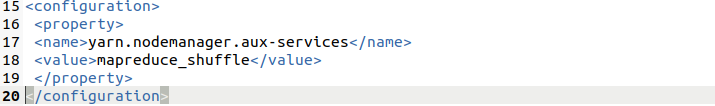 15 <configuration>
16  <property>
17  <name>yarn.nodemanager.aux-services</name>
18  <value>mapreduce_shuffle</value>
19  </property>
20 </configuration>